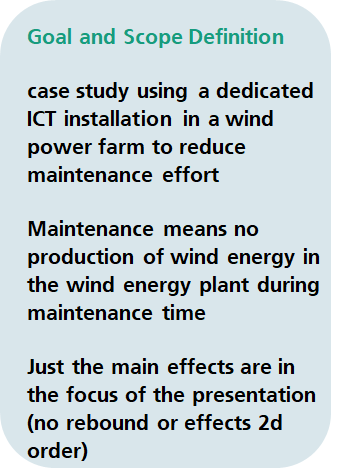 Goal and Scope Definition
case study using a dedicated
ICT installation in a wind
power farm to reduce
maintenance effort
Maintenance means no
production of wind energy in
the wind energy plant during
maintenance time
Just the main effects are in
the focus of the presentation
(no rebound or effects 2d
order)